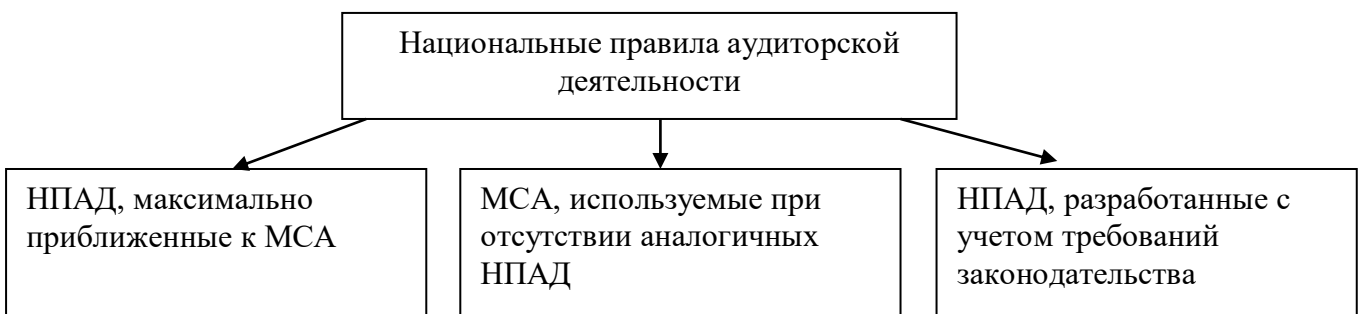 Национальные правила аудиторской
деятельности
НПАД, максимально
приближенные к МСА
МСА, используемые при
отсутствии аналогичных
НПАД
НПАД, разработанные с
учетом требований
законодательства